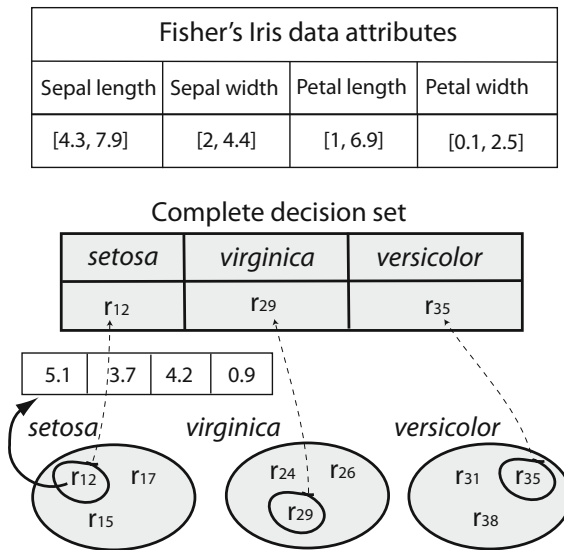 Fisher's Iris data attributes
Sepal length Sepal width Petal length Petal width
[4.3, 7.9] [2, 4.4] [1, 6.9] [0.1, 2.5]
Complete decision set
setosa virginica versicolor
r12 r29 r35
5.1 3.7 4.2 0.9
setosa virginica versicolor
r12 r17 r24 r26 r31 r35
r15 r29 r38